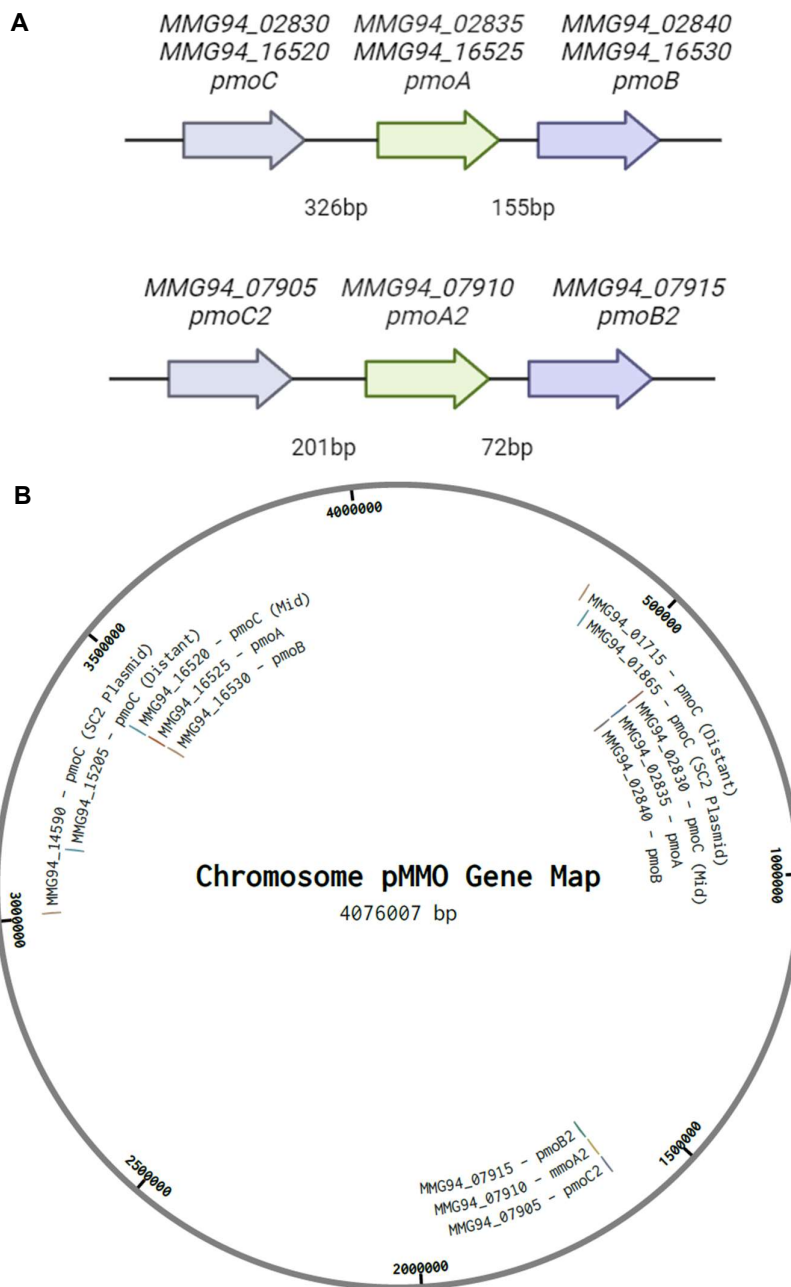 A
MMG94_02830 MMG94_02835 MMG94_02840
MMG94_16520 MMG94_16525 MMG94_16530
pmoC pmoA pmoB
326bp 155bp
MMG94_07905 MMG94_07910 MMG94_07915
pmoC2 pmoA2 pmoB2
201bp 72bp
B
4000000
500000
1000000
1500000
2000000
2500000
3000000
3500000
MMG94_01715 - pmoC (Distant)
MMG94_01865 - pmoC (SC2 Plasmid)
MMG94_02830 - pmoC (Mid)
MMG94_02835 - pmoA
MMG94_02840 - pmoB
MMG94_14590 - pmoC (SC2 Plasmid)
MMG94_15205 - pmoC (Distant)
MMG94_16520 - pmoC (Mid)
MMG94_16525 - pmoA
MMG94_16530 - pmoB
Chromosome pMMO Gene Map
4076007 bp
MMG94_07915 - pmoB2
MMG94_07910 - mmoA2
MMG94_07905 - pmoC2